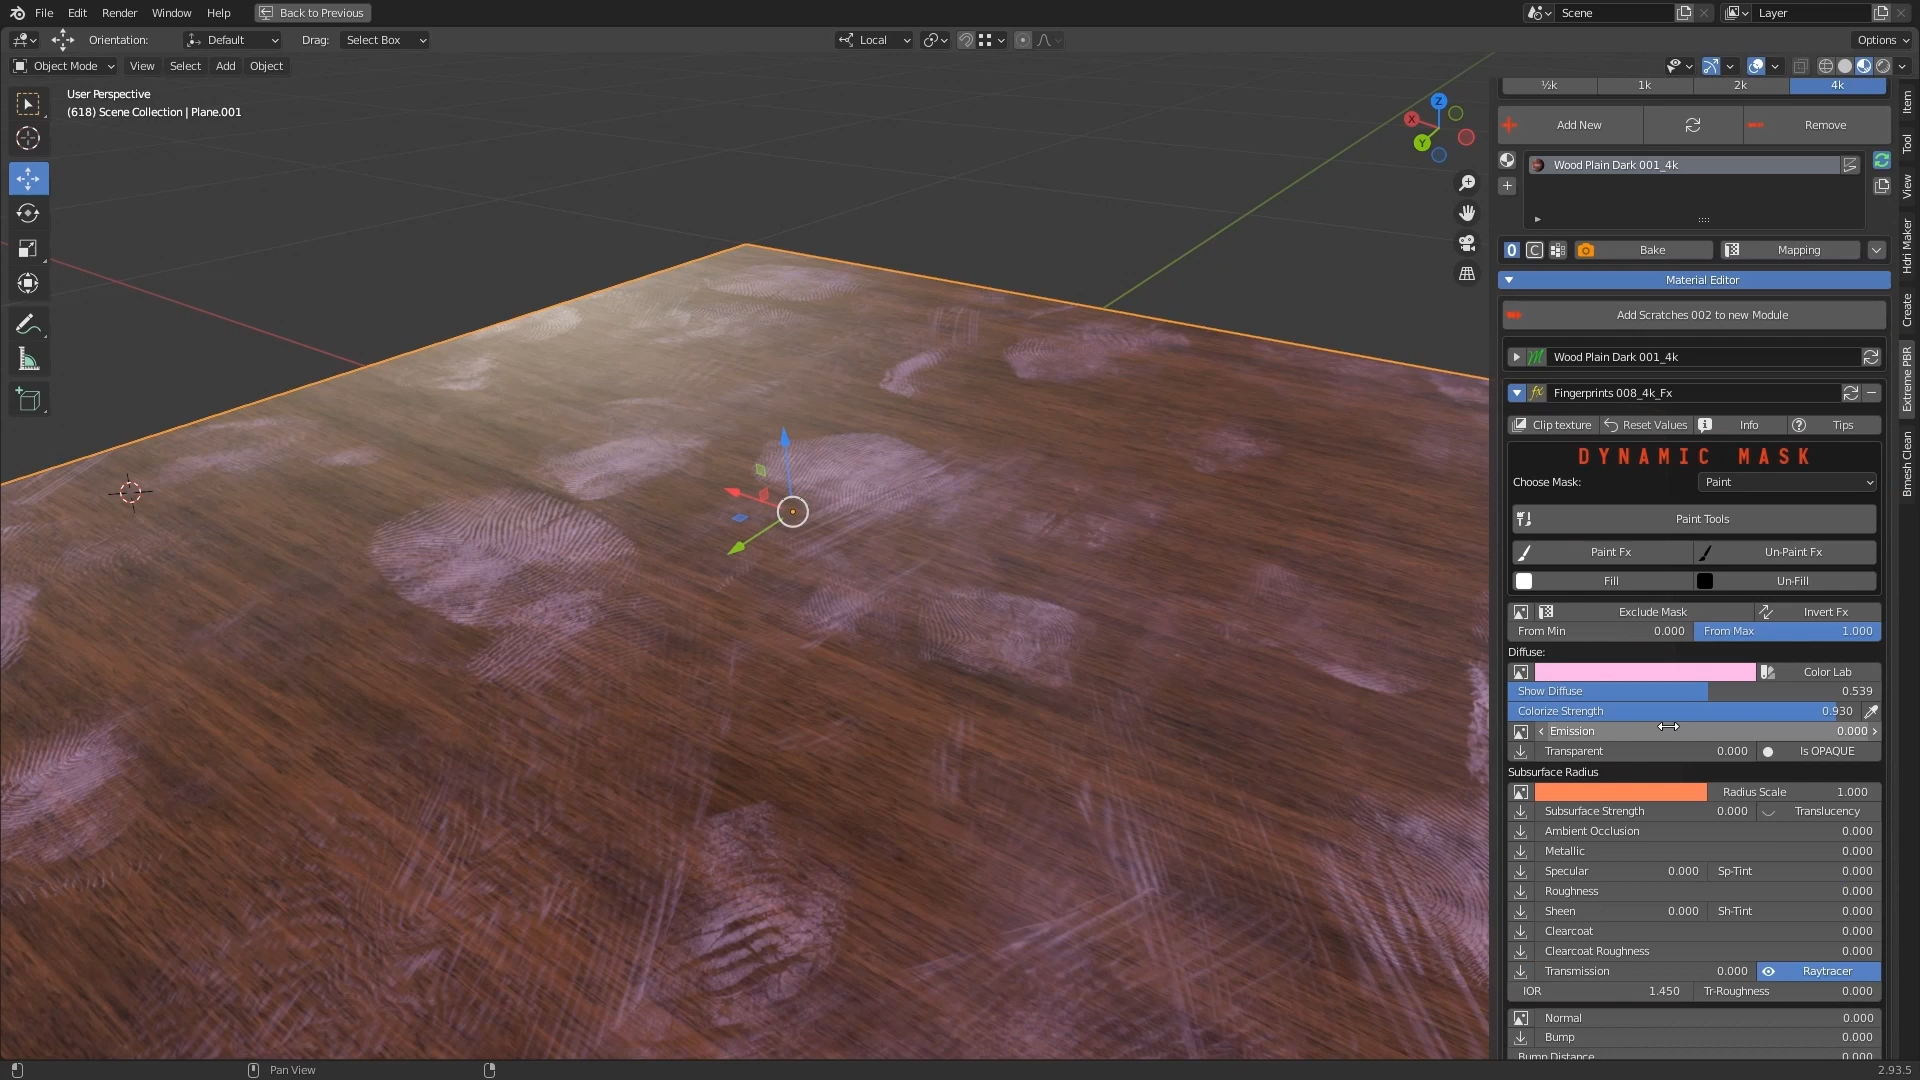 File Edit Render Window Help Back to Previous Scene Layer
Orientation: Default Drag: Select Box Local Options
Object Mode View Select Add Object
User Perspective
(618) Scene Collection | Plane.001
Z
X
Y
½k 1k 2k 4k
Add New Remove
Wood Plain Dark 001_4k
0 C Bake Mapping
Material Editor
Add Scratches 002 to new Module
Wood Plain Dark 001_4k
fx Fingerprints 008_4k_Fx
Clip texture Reset Values Info Tips
DYNAMIC MASK
Choose Mask: Paint
Paint Tools
Paint Fx Un-Paint Fx
Fill Un-Fill
Exclude Mask Invert Fx
From Min 0.000 From Max 1.000
Diffuse:
Color Lab
Show Diffuse 0.539
Colorize Strength 0.930
Emission 0.000
Transparent 0.000 Is OPAQUE
Subsurface Radius
Radius Scale 1.000
Subsurface Strength 0.000 Translucency
Ambient Occlusion 0.000
Metallic 0.000
Specular 0.000 Sp-Tint 0.000
Roughness 0.000
Sheen 0.000 Sh-Tint 0.000
Clearcoat 0.000
Clearcoat Roughness 0.000
Transmission 0.000 Raytracer
IOR 1.450 Tr-Roughness 0.000
Normal 0.000
Bump 0.000
Bump Distance 0.000
Item
Tool
View
Hdri Maker
Create
Extreme PBR
Bmesh Clean
Pan View 2.93.5